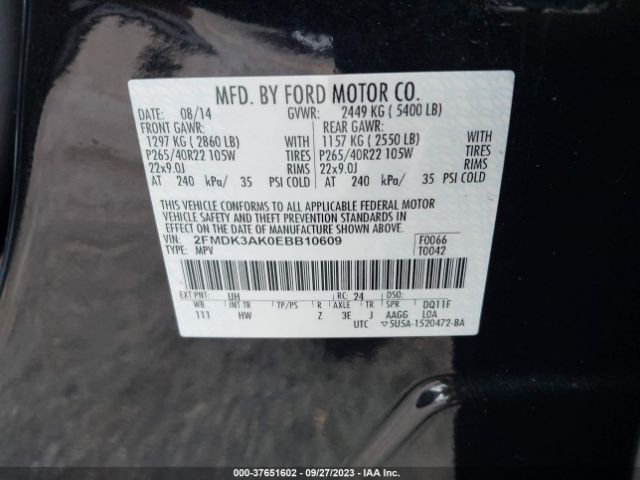 MFD. BY FORD MOTOR CO.
DATE: 08/14 GVWR: 2449 KG ( 5400 LB)
FRONT GAWR: REAR GAWR:
1297 KG ( 2860 LB) WITH 1157 KG ( 2550 LB) WITH
P265/40R22 105W TIRES P265/40R22 105W TIRES
22x9.0J RIMS 22x9.0J RIMS
AT 240 kPa/ 35 PSI COLD AT 240 kPa/ 35 PSI COLD
THIS VEHICLE CONFORMS TO ALL APPLICABLE FEDERAL MOTOR
VEHICLE SAFETY AND THEFT PREVENTION STANDARDS IN
EFFECT ON THE DATE OF MANUFACTURE SHOWN ABOVE.
VIN: 2FMDK3AK0EBB10609 F0066
TYPE: MPV T0042
EXT PNT: UH RC: 24 DSO:
WB INT TR TP/PS R AXLE TR SPR DQ11F
111 HW Z 3E J AAGG LOA
UTC 5U5A-1520472-BA
000-37651602 - 09/27/2023 - IAA Inc.